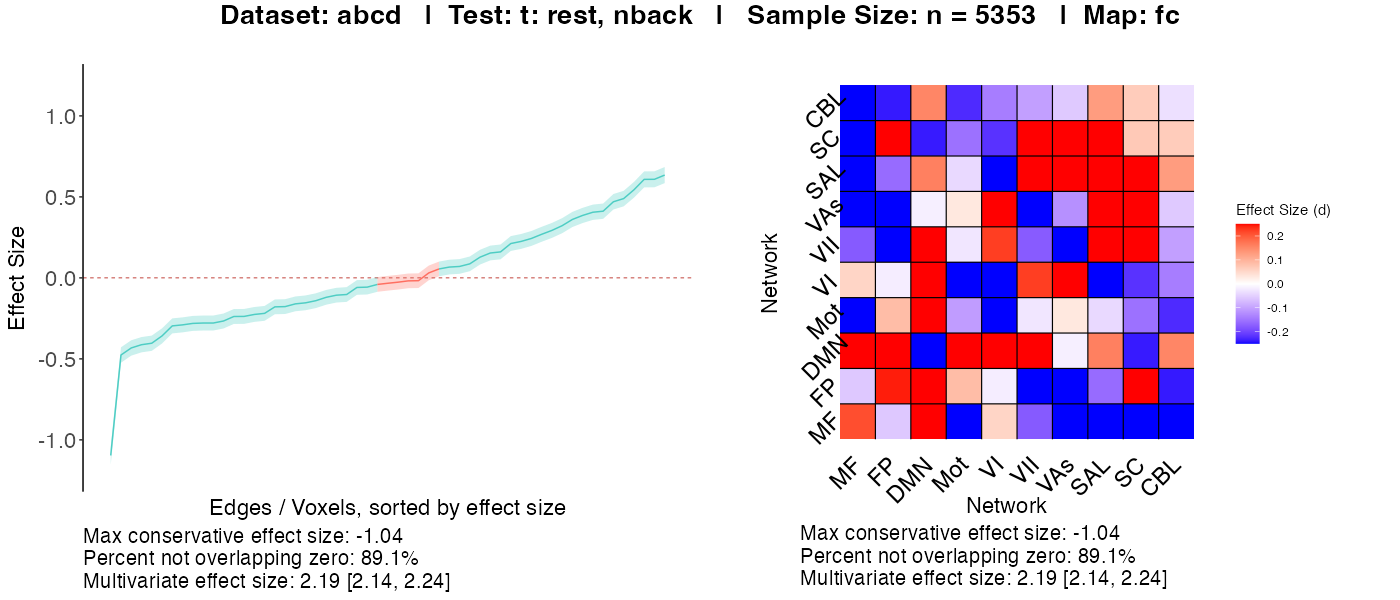 Dataset: abcd | Test: t: rest, nback | Sample Size: n = 5353 | Map: fc
1.0
0.5
0.0
-0.5
-1.0
Effect Size
Edges / Voxels, sorted by effect size
Max conservative effect size: -1.04
Percent not overlapping zero: 89.1%
Multivariate effect size: 2.19 [2.14, 2.24]
Network
CBL
SC
SAL
VAs
VII
VI
Mot
DMN
FP
MF
MF FP DMN Mot VI VII VAs SAL SC CBL
Network
Max conservative effect size: -1.04
Percent not overlapping zero: 89.1%
Multivariate effect size: 2.19 [2.14, 2.24]
Effect Size (d)
0.2
0.1
0.0
-0.1
-0.2